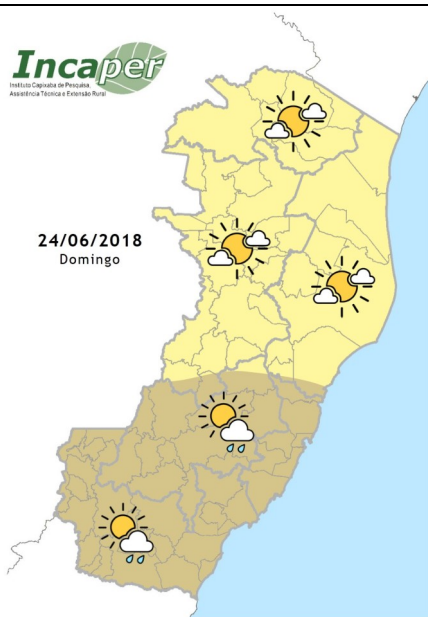 Incaper
Instituto Capixaba de Pesquisa,
Assistência Técnica e Extensão Rural
24/06/2018
Domingo